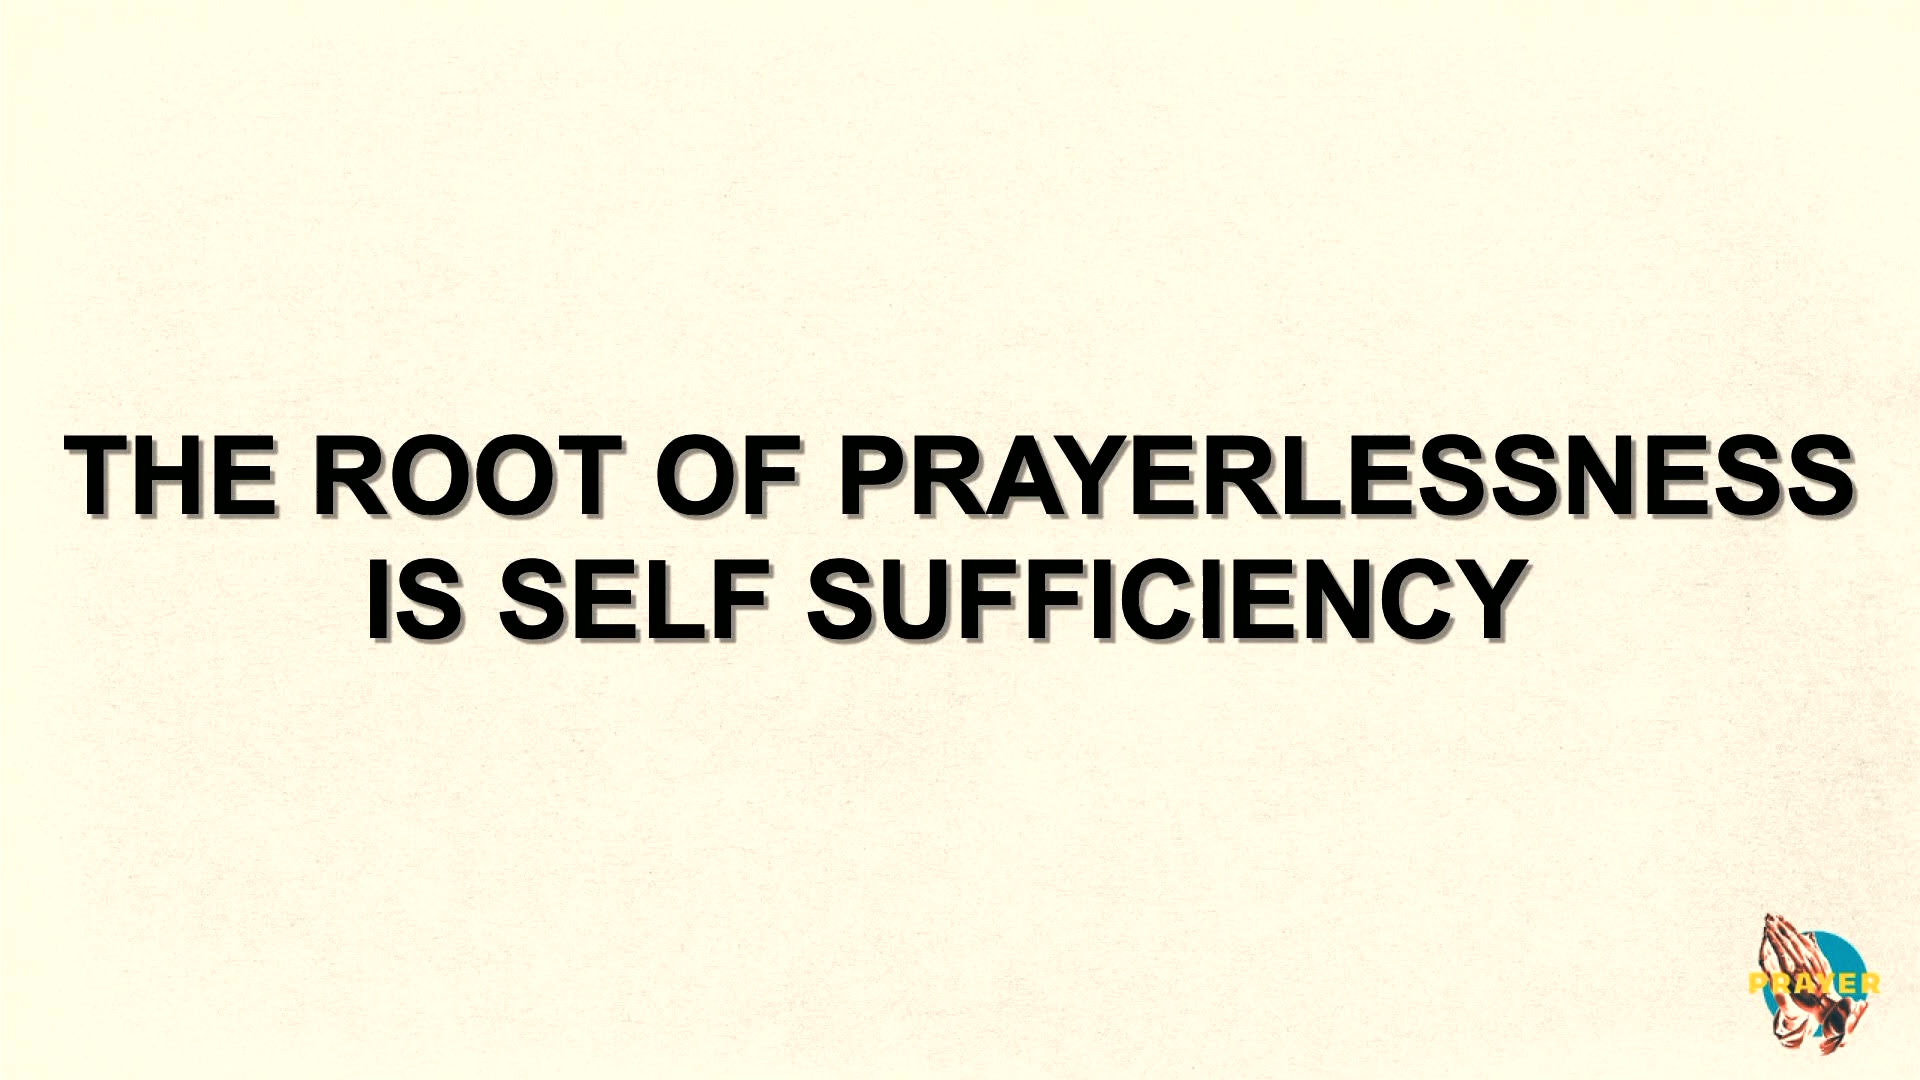 THE ROOT OF PRAYERLESSNESS
IS SELF SUFFICIENCY
PRAYER